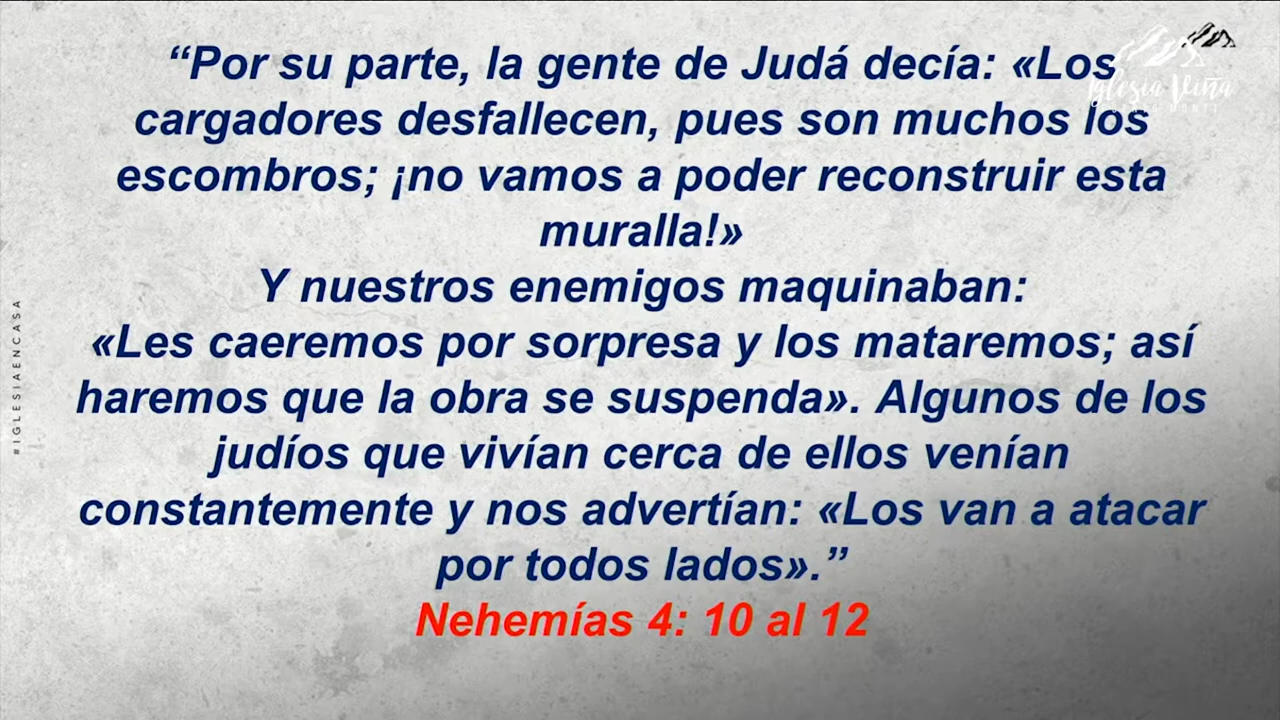 “Por su parte, la gente de Judá decía: «Los
cargadores desfallecen, pues son muchos los
escombros; ¡no vamos a poder reconstruir esta
muralla!»
Y nuestros enemigos maquinaban:
«Les caeremos por sorpresa y los mataremos; así
haremos que la obra se suspenda». Algunos de los
judíos que vivían cerca de ellos venían
constantemente y nos advertían: «Los van a atacar
por todos lados».”
Nehemías 4: 10 al 12
Iglesia Viña
#IGLESIAENCASA